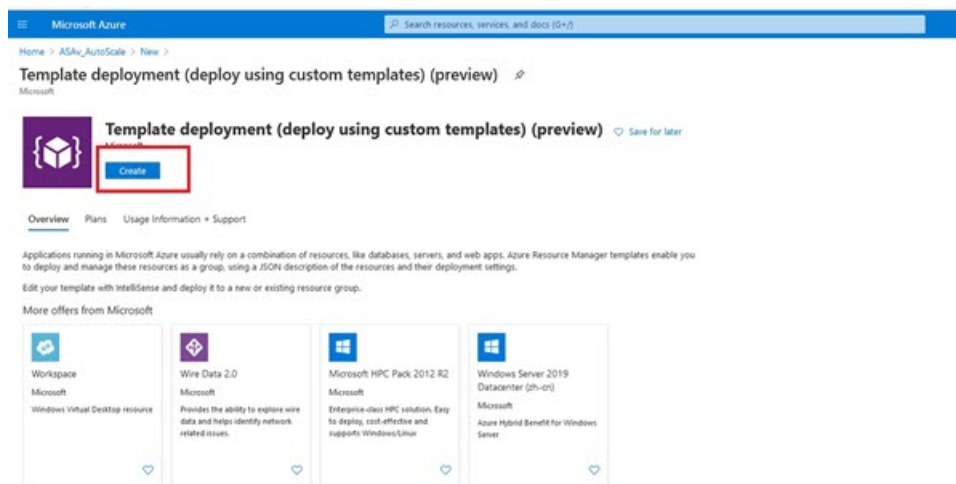 Microsoft Azure
Search resources, services, and docs (G+/)
Home > ASAv_AutoScale > New >
Template deployment (deploy using custom templates) (preview)
Microsoft
Template deployment (deploy using custom templates) (preview)
Save for later
Microsoft
Create
Overview Plans Usage Information + Support
Applications running in Microsoft Azure usually rely on a combination of resources, like databases, servers, and web apps. Azure Resource Manager templates enable you
to deploy and manage these resources as a group, using a JSON description of the resources and their deployment settings.
Edit your template with IntelliSense and deploy it to a new or existing resource group.
More offers from Microsoft
Workspace
Microsoft
Windows Virtual Desktop resource
Wire Data 2.0
Microsoft
Provides the ability to explore wire
data and helps identify network
related issues.
Microsoft HPC Pack 2012 R2
Microsoft
Enterprise-class HPC solution. Easy
to deploy, cost-effective and
supports Windows/Linux
Windows Server 2019
Datacenter (zh-cn)
Microsoft
Azure Hybrid Benefit for Windows
Server